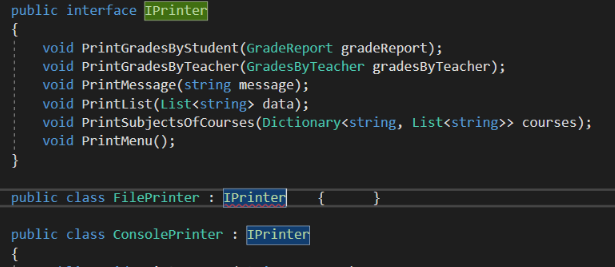 public interface IPrinter
{
void PrintGradesByStudent(GradeReport gradeReport);
void PrintGradesByTeacher(GradesByTeacher gradesByTeacher);
void PrintMessage(string message);
void PrintList(List<string> data);
void PrintSubjectsOfCourses(Dictionary<string, List<string>> courses);
void PrintMenu();
}
public class FilePrinter : IPrinter { }
public class ConsolePrinter : IPrinter
{